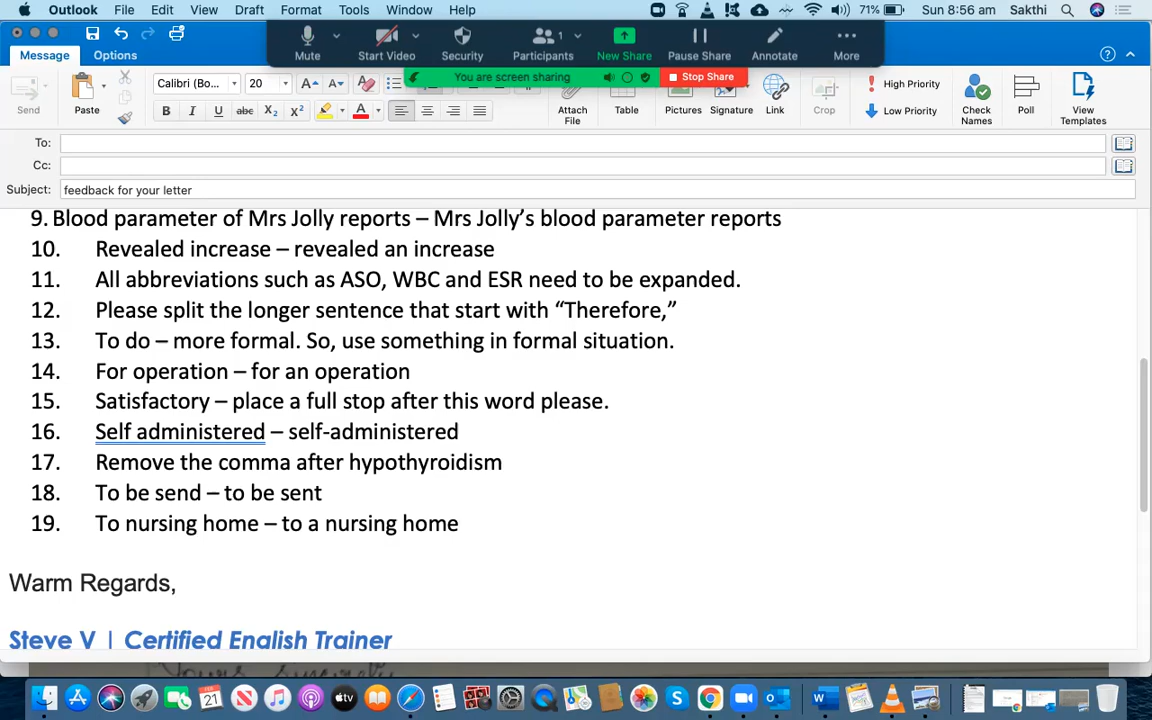 Outlook File Edit View Draft Format Tools Window Help 71% Sun 8:56 am Sakthi
Mute Start Video Security Participants 1 New Share Pause Share Annotate More
You are screen sharing Stop Share
Message Options
Send Paste Calibri (Bo... 20 A A
B I U abc X₂ X² A
Attach File Table Pictures Signature Link Crop High Priority Low Priority Check Names Poll View Templates
To:
Cc:
Subject: feedback for your letter
9. Blood parameter of Mrs Jolly reports – Mrs Jolly’s blood parameter reports
10. Revealed increase – revealed an increase
11. All abbreviations such as ASO, WBC and ESR need to be expanded.
12. Please split the longer sentence that start with “Therefore,”
13. To do – more formal. So, use something in formal situation.
14. For operation – for an operation
15. Satisfactory – place a full stop after this word please.
16. Self administered – self-administered
17. Remove the comma after hypothyroidism
18. To be send – to be sent
19. To nursing home – to a nursing home
Warm Regards,
Steve V | Certified English Trainer
Yours sincerely
21
tv